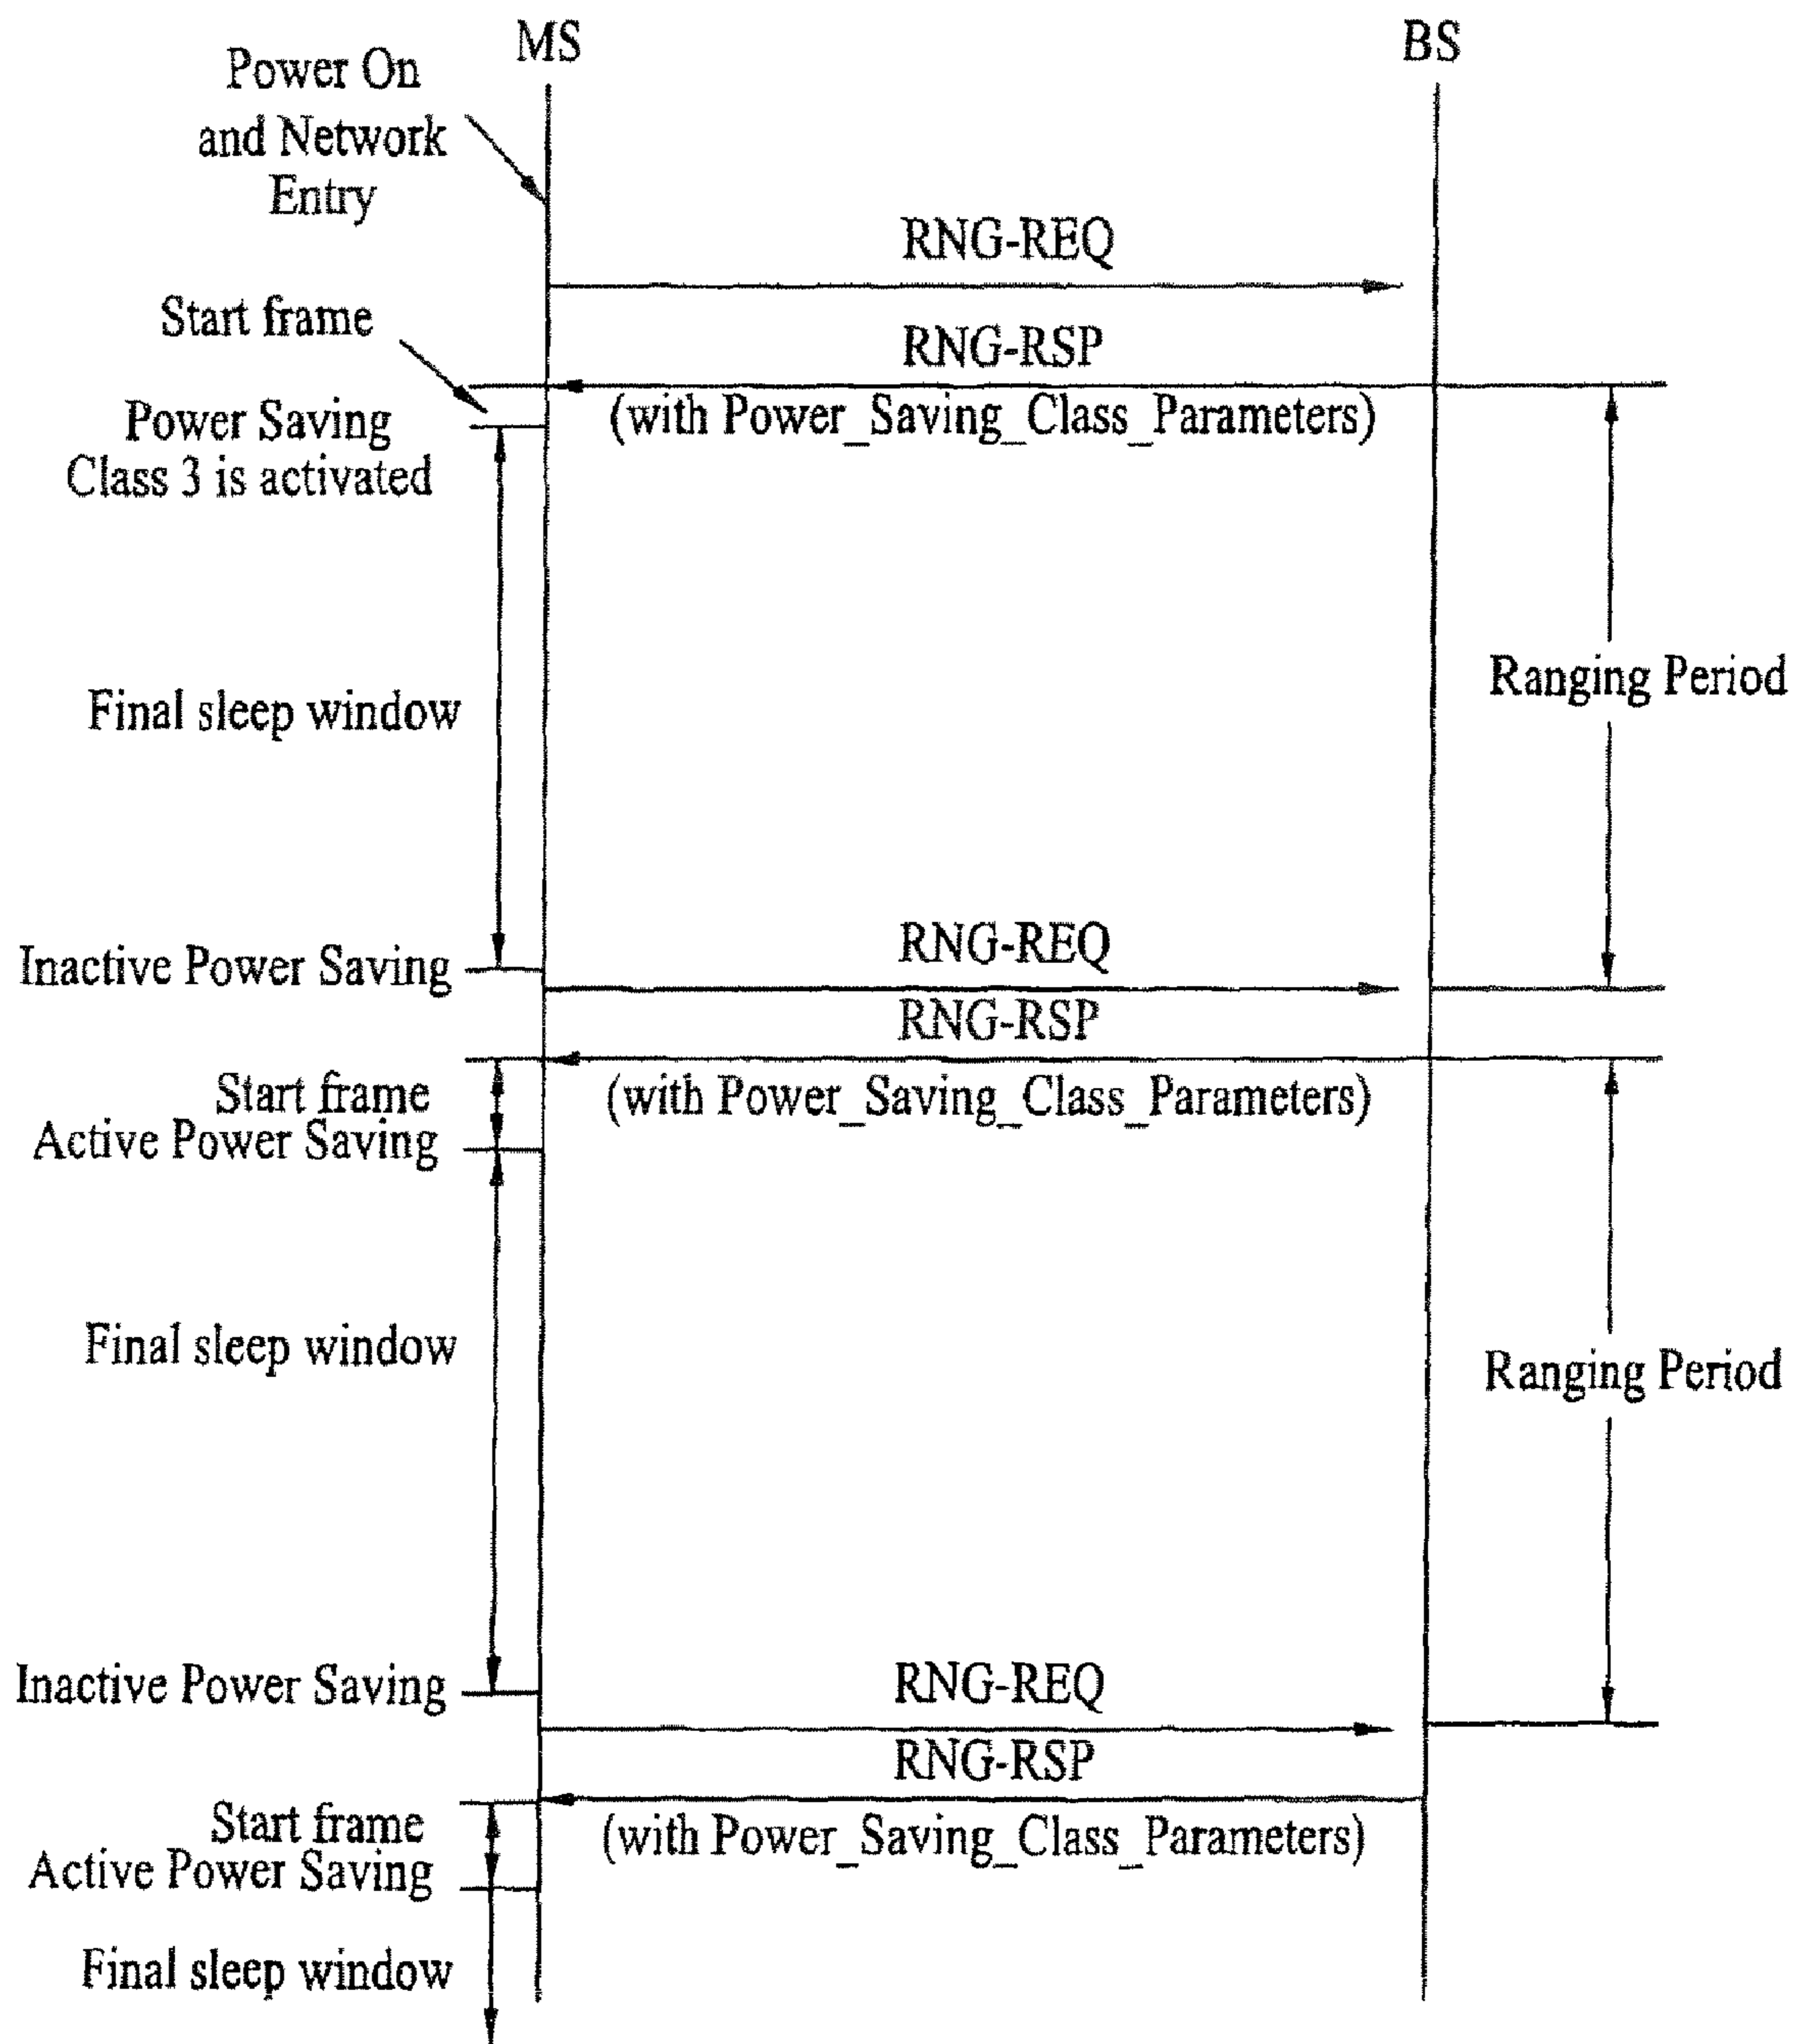 MS
BS
Power On
and Network
Entry
RNG-REQ
Start frame
RNG-RSP
(with Power_Saving_Class_Parameters)
Power Saving
Class 3 is activated
Final sleep window
Ranging Period
Inactive Power Saving
RNG-REQ
RNG-RSP
(with Power_Saving_Class_Parameters)
Start frame
Active Power Saving
Final sleep window
Ranging Period
Inactive Power Saving
RNG-REQ
RNG-RSP
(with Power_Saving_Class_Parameters)
Start frame
Active Power Saving
Final sleep window